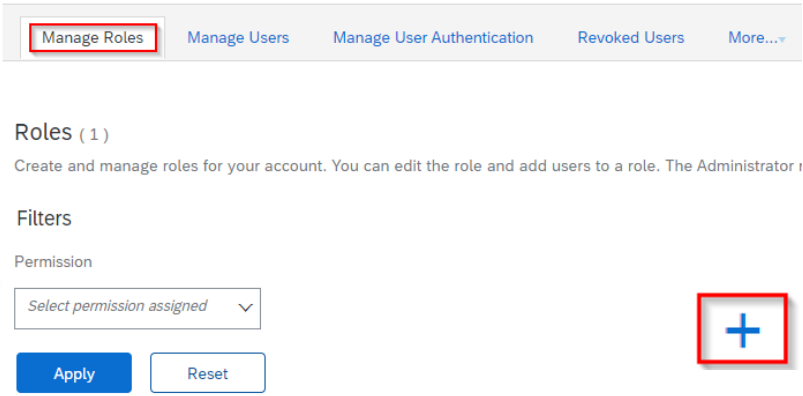 Manage Roles Manage Users Manage User Authentication Revoked Users More...
Roles (1)
Create and manage roles for your account. You can edit the role and add users to a role. The Administrator
Filters
Permission
Select permission assigned
+
Apply Reset